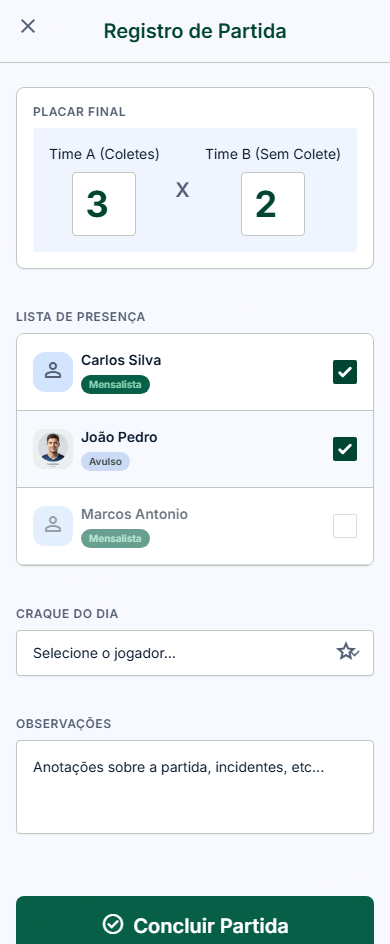 Registro de Partida
PLACAR FINAL
Time A (Coletes)
Time B (Sem Colete)
3
X
2
LISTA DE PRESENÇA
Carlos Silva
Mensalista
João Pedro
Avulso
Marcos Antonio
Mensalista
CRAQUE DO DIA
Selecione o jogador...
OBSERVAÇÕES
Anotações sobre a partida, incidentes, etc...
Concluir Partida